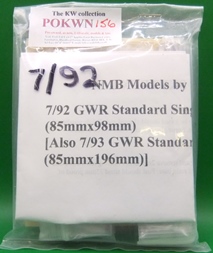 The KW collection
POKWN156
7/92
NMB Models by
7/92 GWR Standard Sin
(85mmx98mm)
[Also 7/93 GWR Standar
(85mmx196mm)]